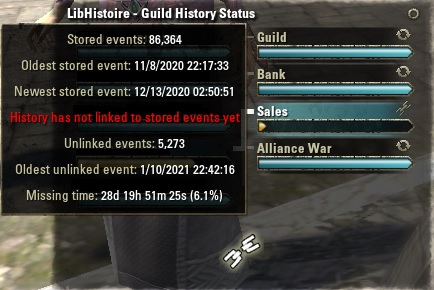 LibHistoire - Guild History Status
Stored events: 86,364
Oldest stored event: 11/8/2020 22:17:33
Newest stored event: 12/13/2020 02:50:51
History has not linked to stored events yet
Unlinked events: 5,273
Oldest unlinked event: 1/10/2021 22:42:16
Missing time: 28d 19h 51m 25s (6.1%)
Guild
Bank
Sales
Alliance War